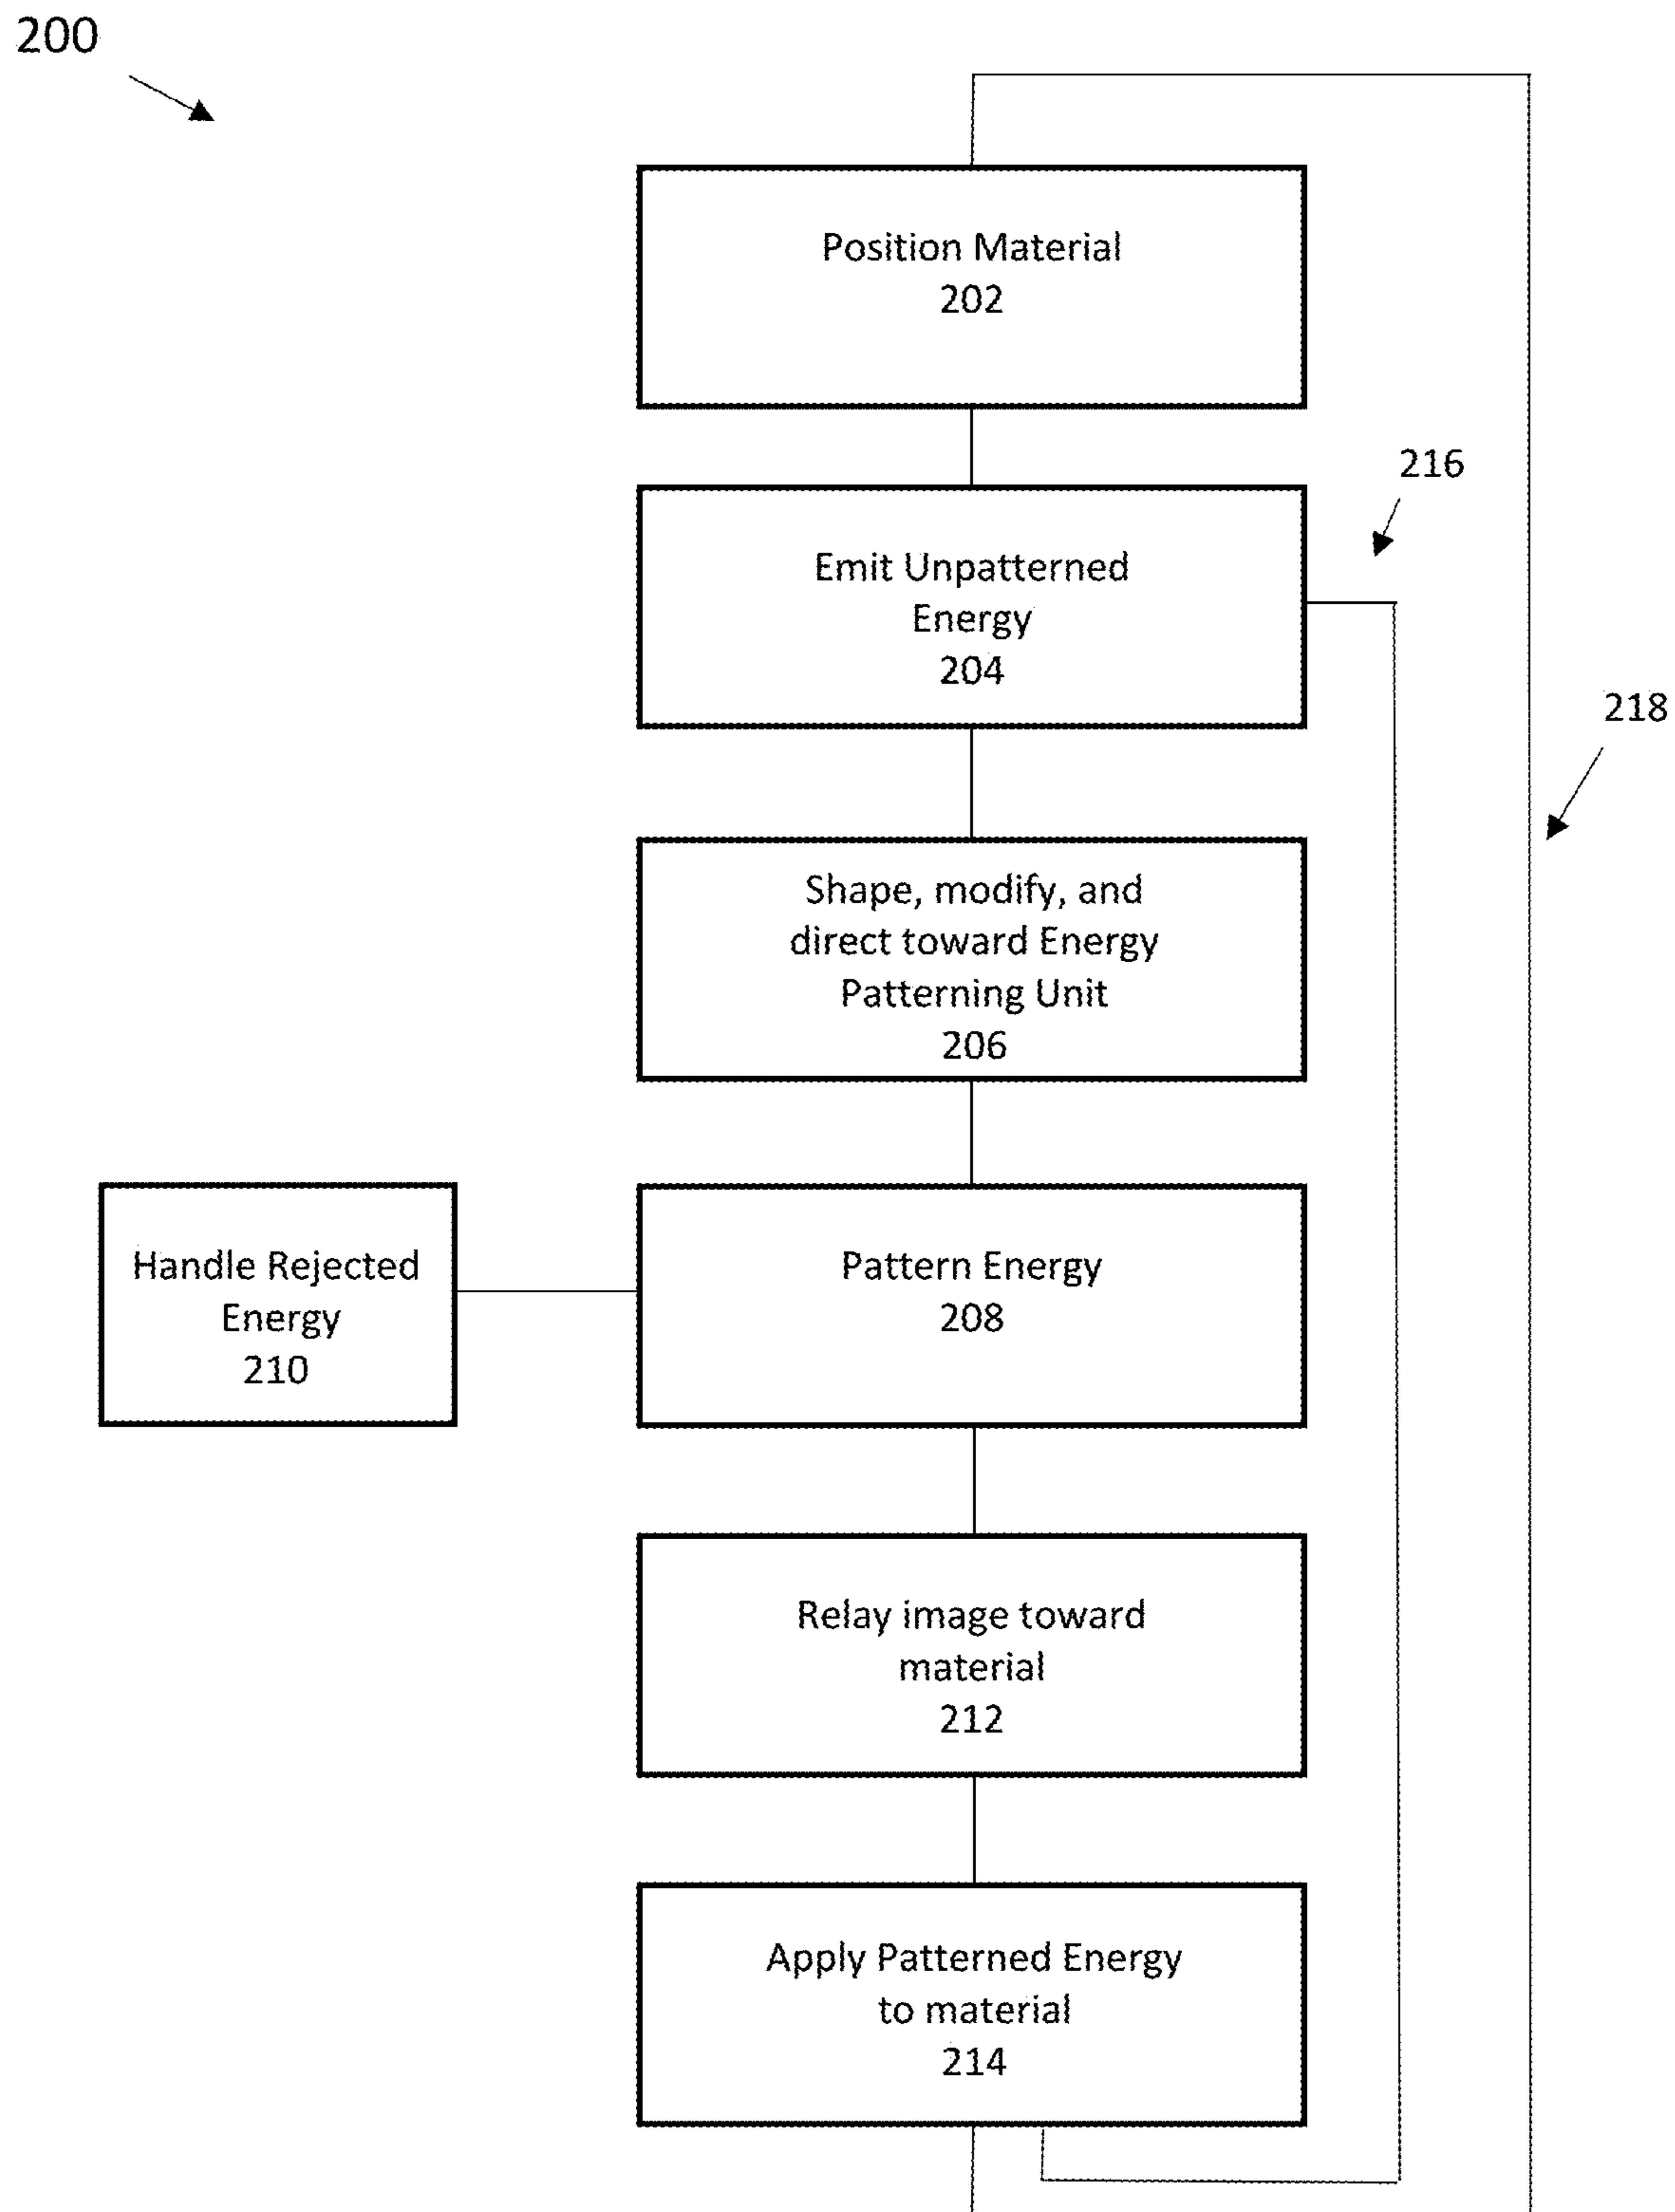 200
Position Material
202
216
Emit Unpatterned
Energy
204
218
Shape, modify, and
direct toward Energy
Patterning Unit
206
Handle Rejected
Energy
210
Pattern Energy
208
Relay image toward
material
212
Apply Patterned Energy
to material
214